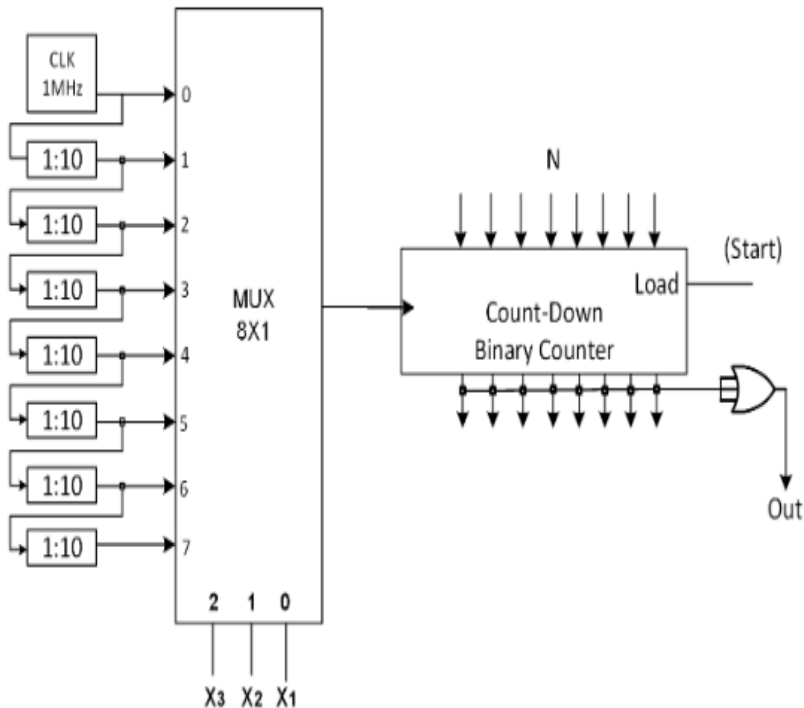 CLK
1MHz
0
1:10
1
1:10
2
1:10
3
1:10
4
1:10
5
1:10
6
1:10
7
MUX
8X1
2 1 0
X3 X2 X1
N
(Start)
Load
Count-Down
Binary Counter
Out